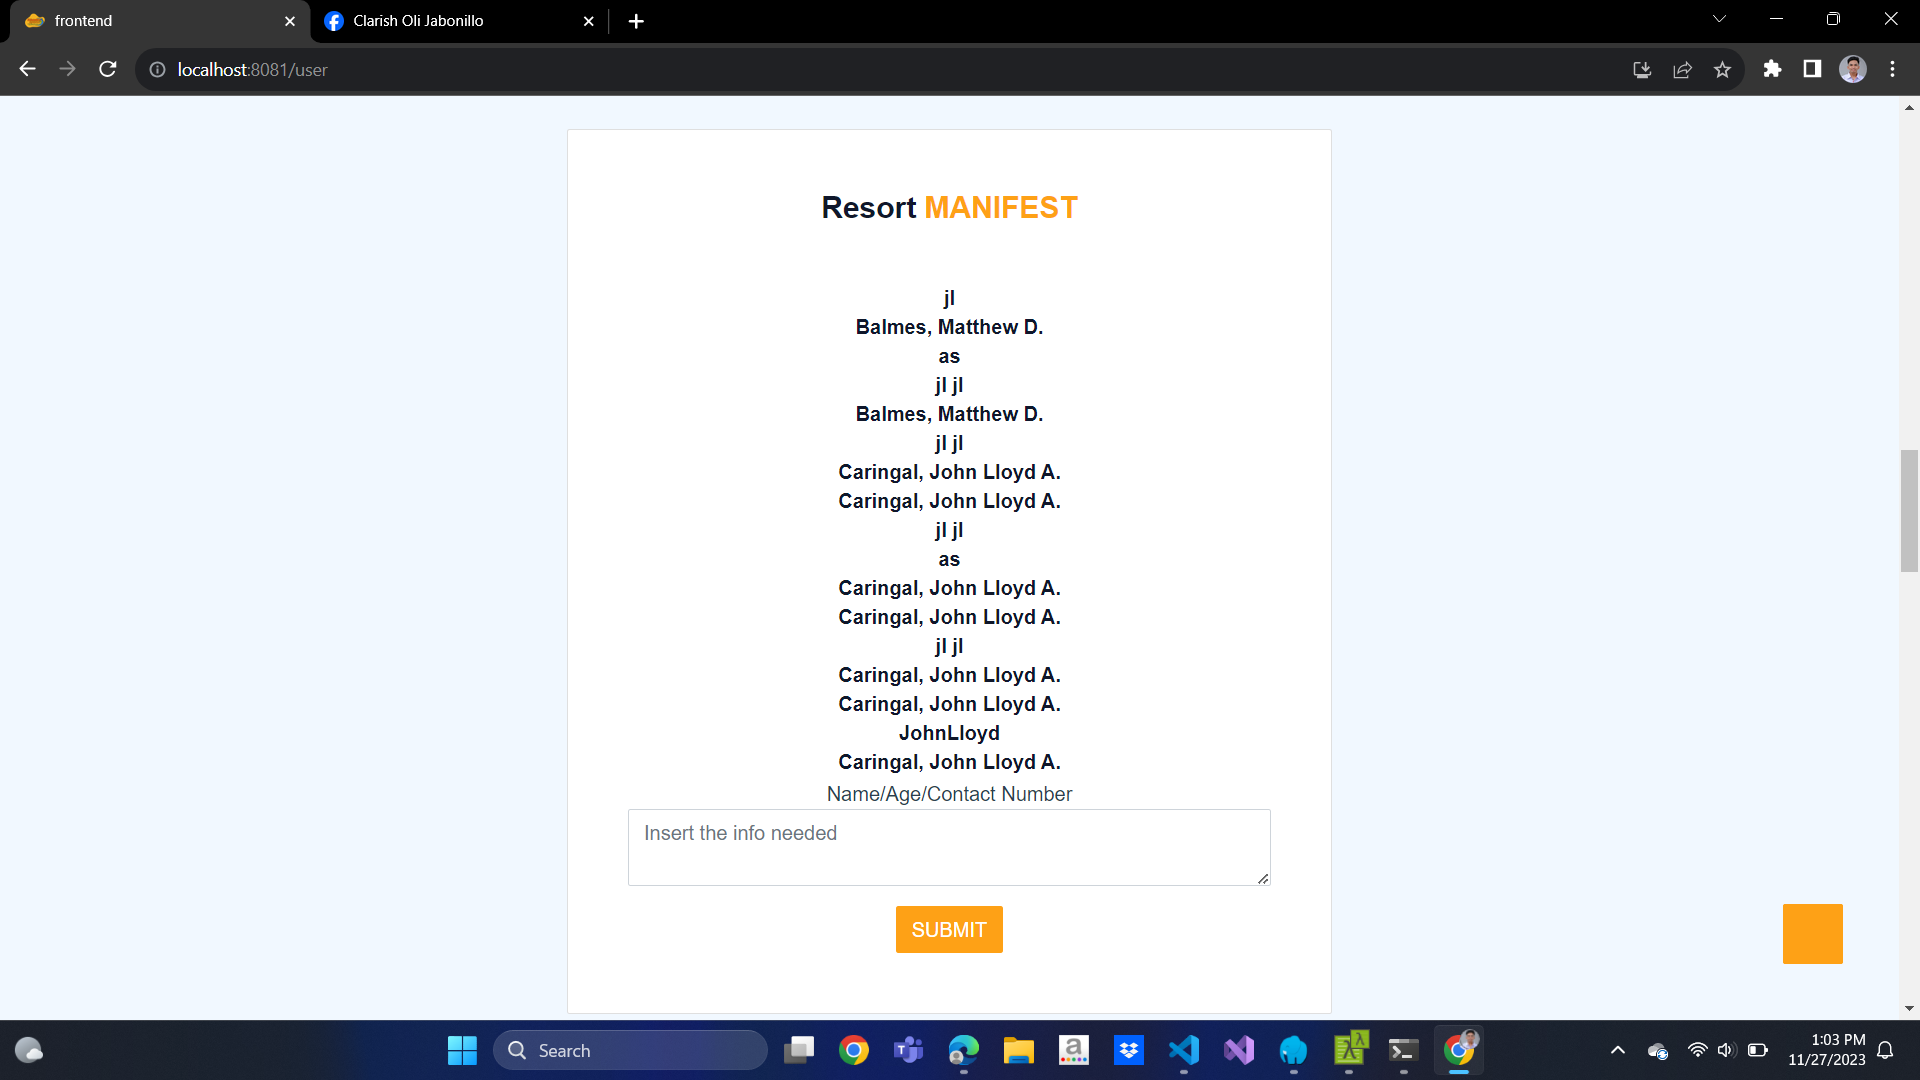 frontend
Clarish Oli Jabonillo
localhost:8081/user
Resort MANIFEST
jl
Balmes, Matthew D.
as
jl jl
Balmes, Matthew D.
jl jl
Caringal, John Lloyd A.
Caringal, John Lloyd A.
jl jl
as
Caringal, John Lloyd A.
Caringal, John Lloyd A.
jl jl
Caringal, John Lloyd A.
Caringal, John Lloyd A.
JohnLloyd
Caringal, John Lloyd A.
Name/Age/Contact Number
Insert the info needed
SUBMIT
Search
1:03 PM
11/27/2023